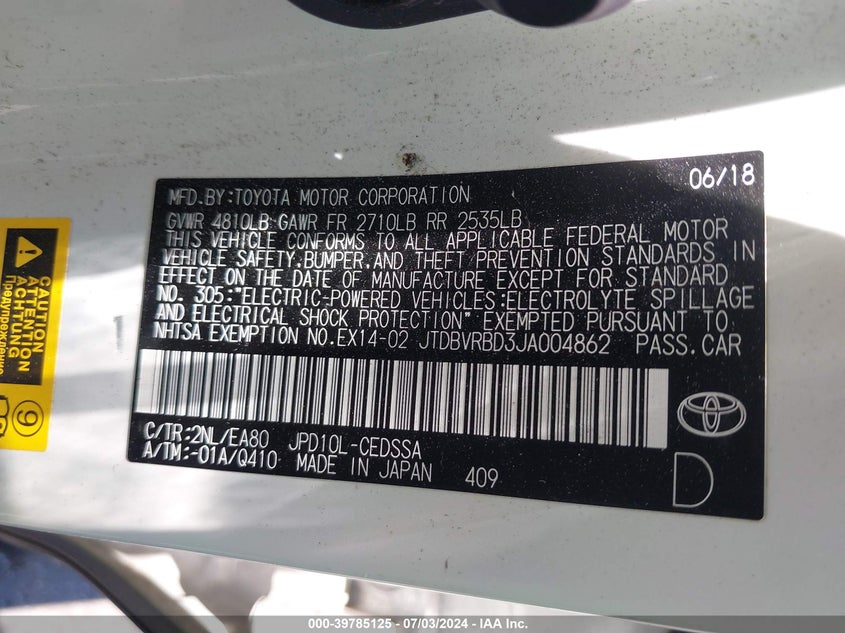 06/18
MFD.BY:TOYOTA MOTOR CORPORATION
GVWR 4810LB GAWR FR 2710LB RR 2535LB
THIS VEHICLE CONFORMS TO ALL APPLICABLE FEDERAL MOTOR
VEHICLE SAFETY,BUMPER,AND THEFT PREVENTION STANDARDS IN
EFFECT ON THE DATE OF MANUFACTURE EXCEPT FOR STANDARD
NO. 305:"ELECTRIC-POWERED VEHICLES:ELECTROLYTE SPILLAGE
AND ELECTRICAL SHOCK PROTECTION" EXEMPTED PURSUANT TO
NHTSA EXEMPTION NO.EX14-02 JTDBVRBD3JA004862 PASS.CAR
C/TR:2NL/EA80 JPD10L-CEDSSA
A/TM:-01A/Q410 MADE IN JAPAN 409
D
CAUTION
ATTENTION
ACHTUNG
9
000-39785125 - 07/03/2024 - IAA Inc.